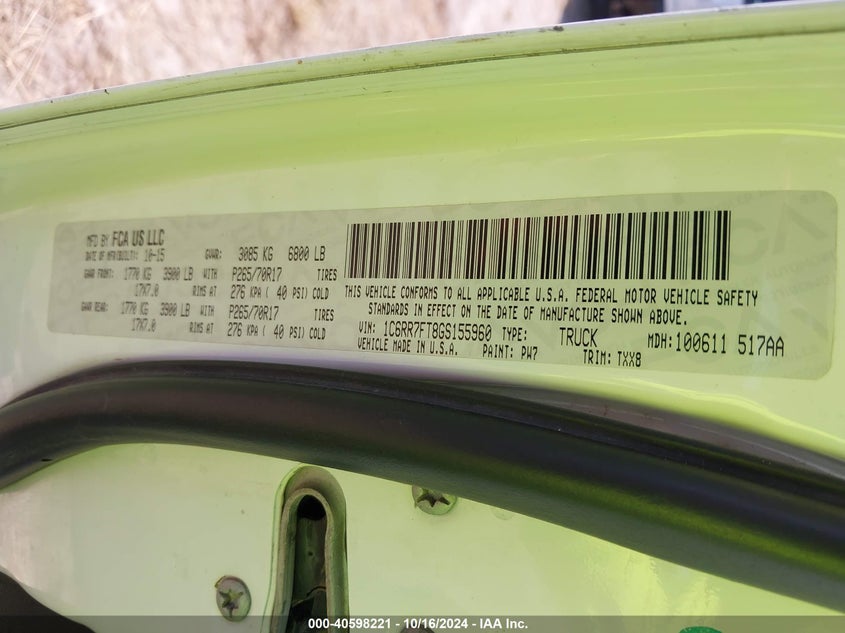 MFD BY FCA US LLC
DATE OF MFR(BUILT): 10-15 GVWR: 3085 KG 6800 LB
GAWR FRONT: 1770 KG 3900 LB WITH P265/70R17 TIRES
17X7.0 RIMS AT 276 KPA ( 40 PSI) COLD
GAWR REAR: 1770 KG 3900 LB WITH P265/70R17 TIRES
17X7.0 RIMS AT 276 KPA ( 40 PSI) COLD
THIS VEHICLE CONFORMS TO ALL APPLICABLE U.S.A. FEDERAL MOTOR VEHICLE SAFETY
STANDARDS IN EFFECT ON THE DATE OF MANUFACTURE SHOWN ABOVE.
VIN: 1C6RR7FT8GS155960 TYPE: TRUCK MDH: 100611 517AA
VEHICLE MADE IN U.S.A. PAINT: PW7 TRIM: TXX8
000-40598221 - 10/16/2024 - IAA Inc.